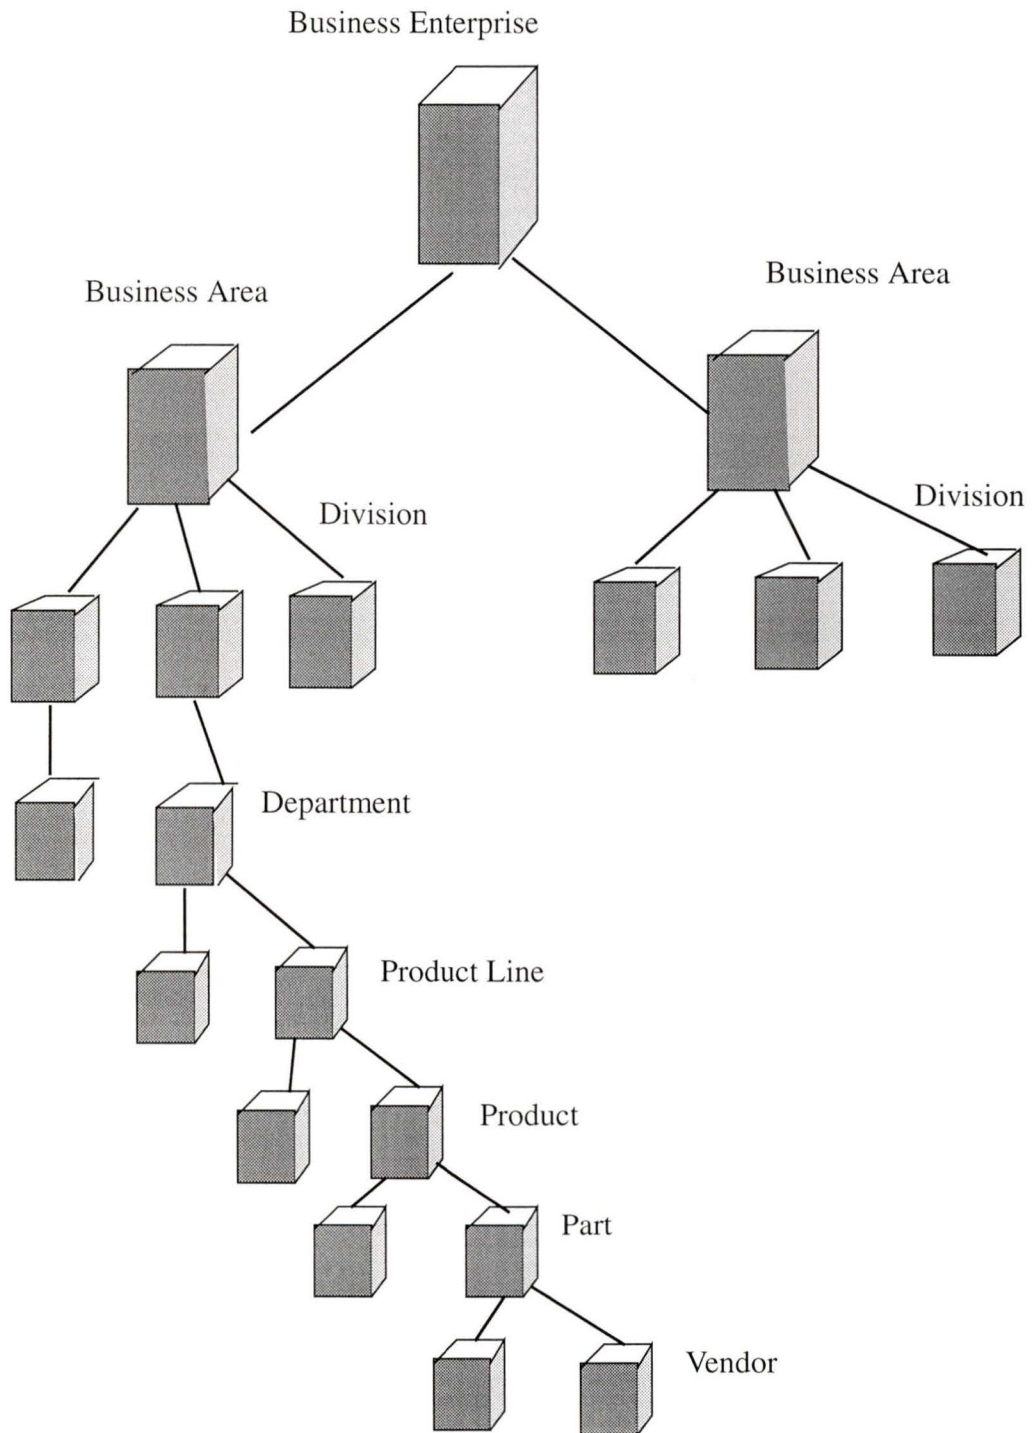 Business Enterprise
Business Area
Business Area
Division
Division
Department
Product Line
Product
Part
Vendor